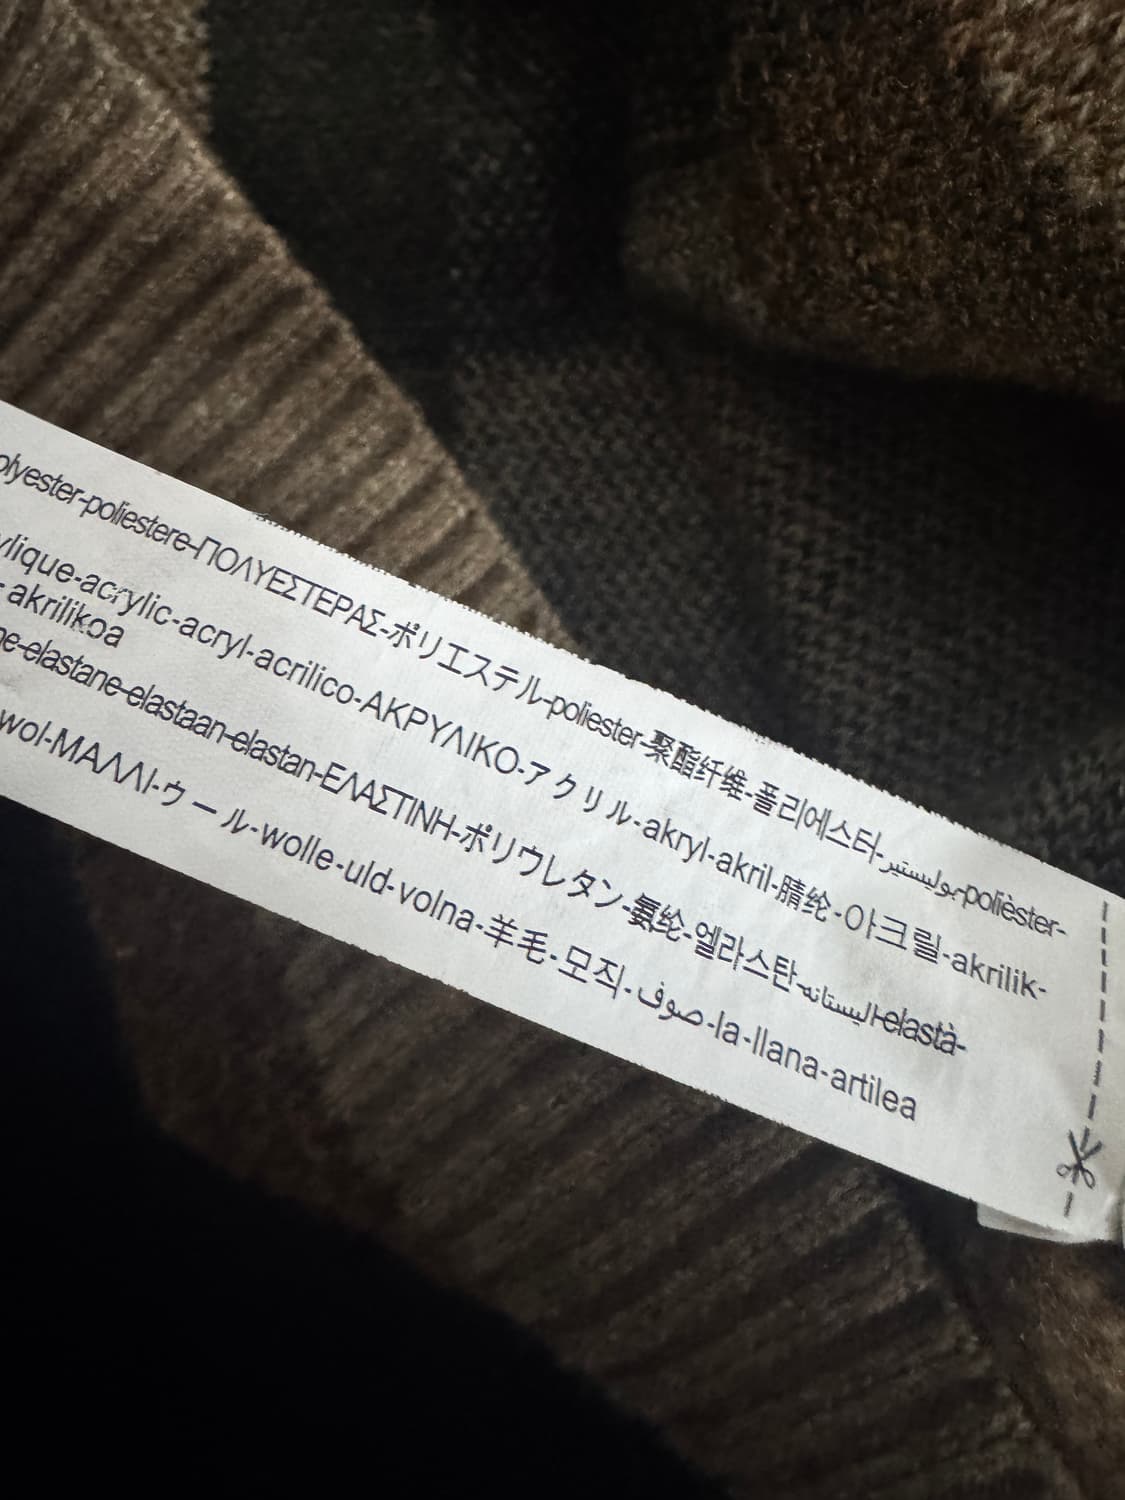 olyester-poliestere-ΠΟΛΥΕΣΤΕΡΑΣ-ポリエステル-poliester-聚酯纤维-폴리에스터-بوليستير-polièster-
ylique-acrylic-acryl-acrilico-ΑΚΡΥΛΙΚΟ-アクリル-akryl-akril-腈纶-아크릴-akrilik-
- akrilikoa
ne-elastane-elastaan-elastan-ΕΛΑΣΤΙΝΗ-ポリウレタン-氨纶-엘라스탄-اليستانه-elastà-
wol-ΜΑΛΛΙ-ウール-wolle-uld-volna-羊毛-모직-صوف-la-llana-artilea